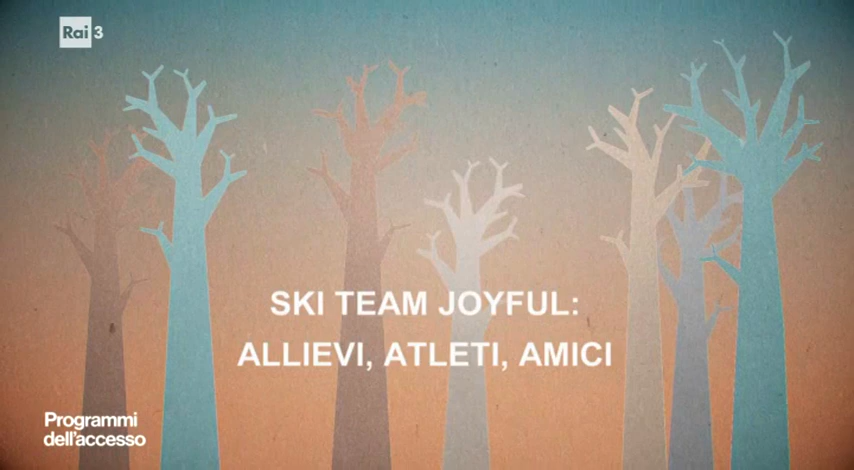 Rai 3
SKI TEAM JOYFUL:
ALLIEVI, ATLETI, AMICI
Programmi
dell'accesso